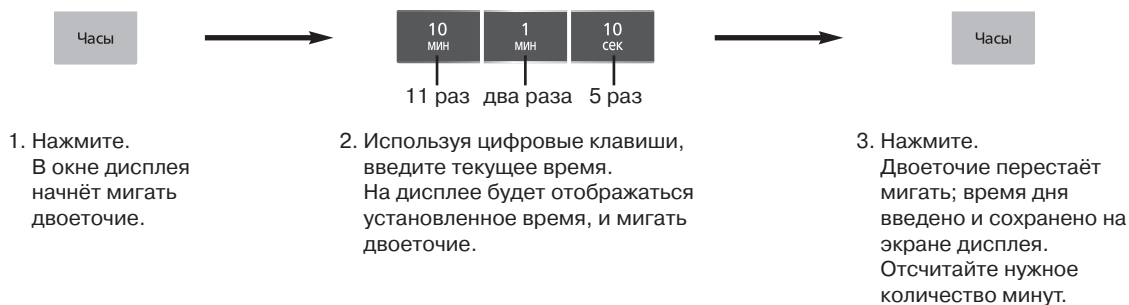 Часы
10 мин
1 мин
10 сек
Часы
11 раз два раза 5 раз
1. Нажмите.
В окне дисплея
начнёт мигать
двоеточие.
2. Используя цифровые клавиши,
введите текущее время.
На дисплее будет отображаться
установленное время, и мигать
двоеточие.
3. Нажмите.
Двоеточие перестаёт
мигать; время дня
введено и сохранено на
экране дисплея.
Отсчитайте нужное
количество минут.